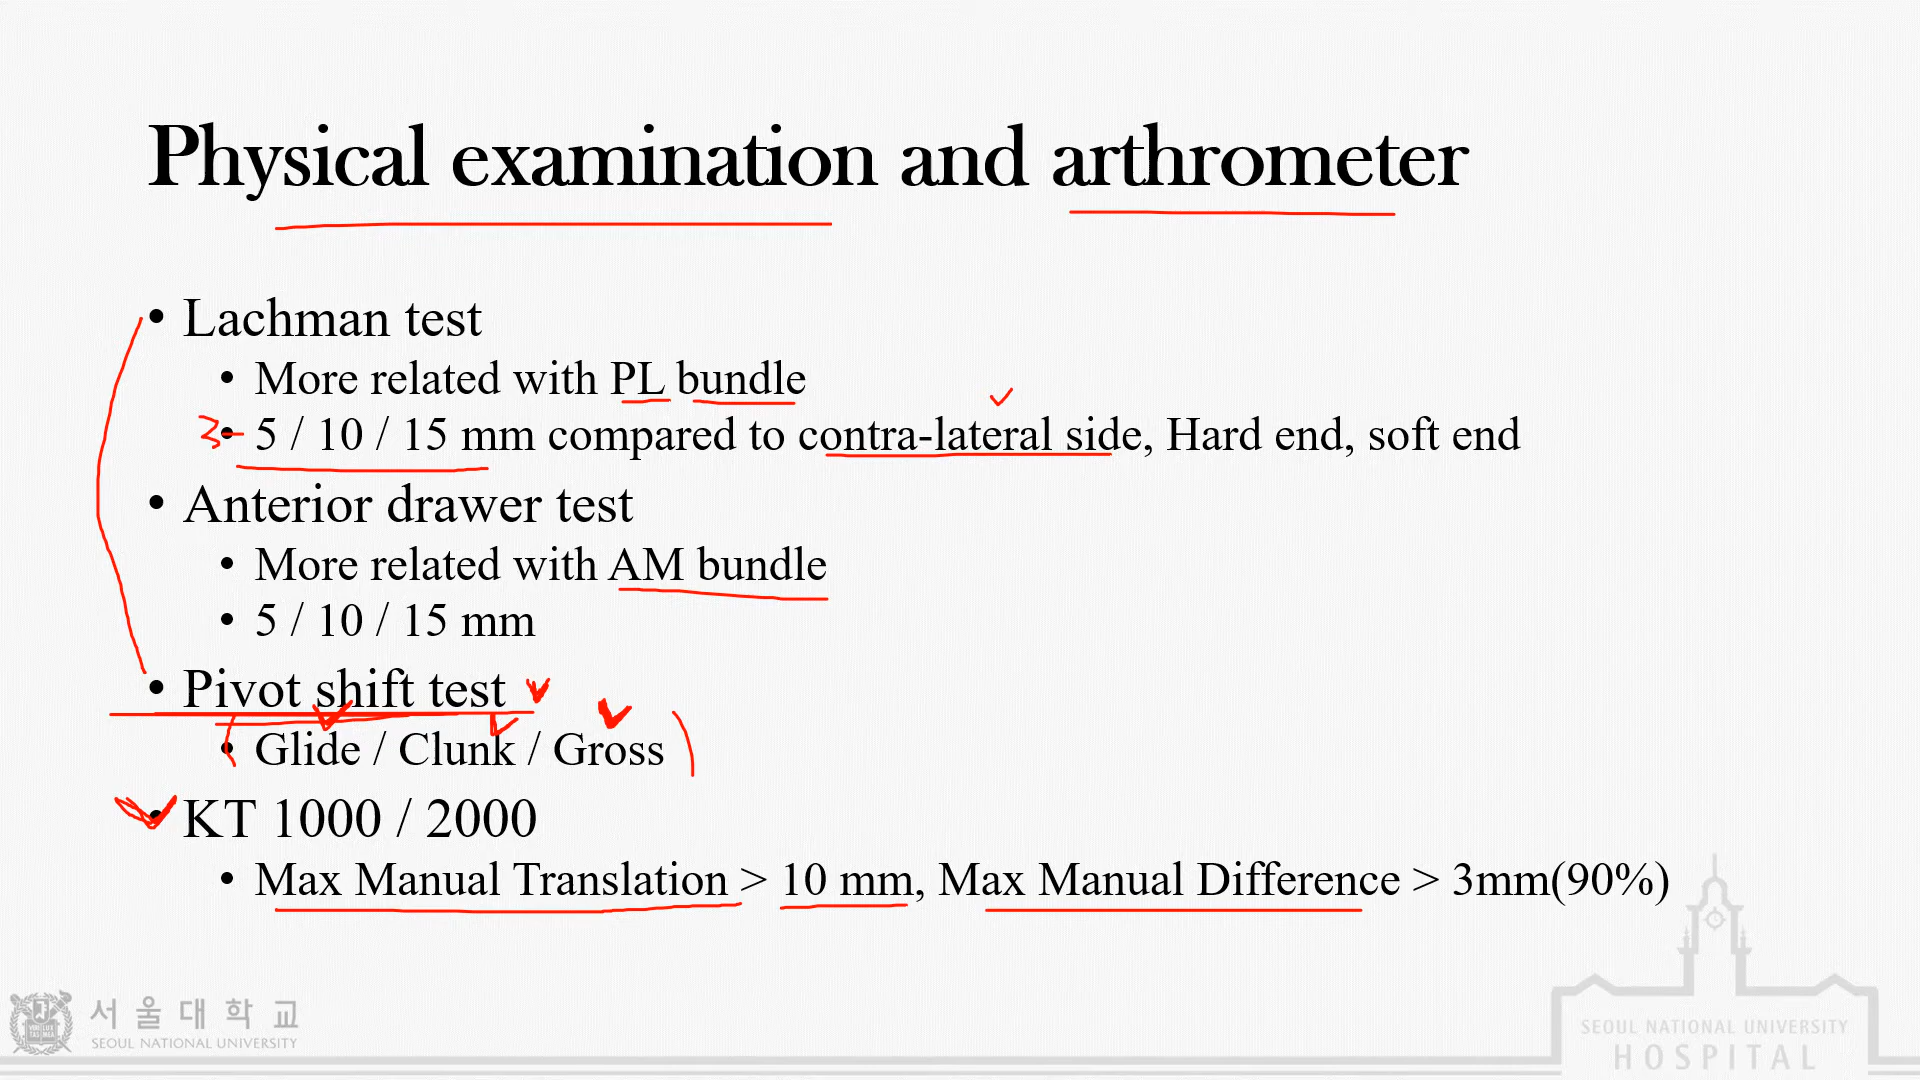 Physical examination and arthrometer
• Lachman test
• More related with PL bundle
3- • 5 / 10 / 15 mm compared to contra-lateral side, Hard end, soft end
• Anterior drawer test
• More related with AM bundle
• 5 / 10 / 15 mm
• Pivot shift test
• Glide / Clunk / Gross
• KT 1000 / 2000
• Max Manual Translation > 10 mm, Max Manual Difference > 3mm(90%)
서울대학교
SEOUL NATIONAL UNIVERSITY
SEOUL NATIONAL UNIVERSITY
HOSPITAL